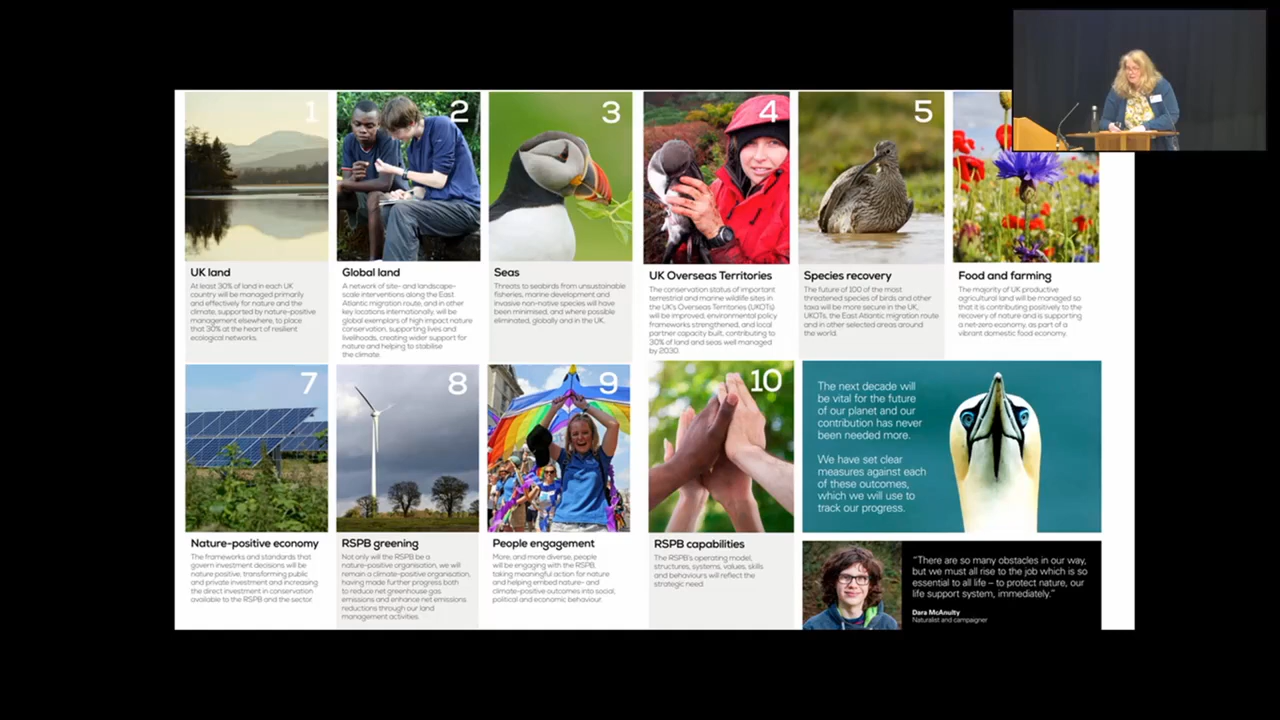 1
UK land
At least 30% of land in each UK
country will be managed primarily
and effectively for nature and the
climate, supported by nature-positive
management elsewhere, to place
that 30% at the heart of resilient
ecological networks.
2
Global land
A network of site- and landscape-
scale interventions along the East
Atlantic migration route, and in other
key locations internationally, will be
global exemplars of high impact nature
conservation, supporting lives and
livelihoods, creating wider support for
nature and helping to stabilise
the climate.
3
Seas
Threats to seabirds from unsustainable
fisheries, marine development and
invasive non-native species will have
been minimised, and where possible
eliminated, globally and in the UK.
4
UK Overseas Territories
The conservation status of important
terrestrial and marine wildlife sites in
the UK's Overseas Territories (UKOTs)
will be improved, environmental policy
frameworks strengthened, and local
partner capacity built, contributing to
30% of land and seas well managed
by 2030.
5
Species recovery
The future of 100 of the most
threatened species of birds and other
taxa will be more secure in the UK,
UKOTs, the East Atlantic migration route
and in other selected areas around
the world.
Food and farming
The majority of UK productive
agricultural land will be managed so
that it is contributing positively to the
recovery of nature and is supporting
a net-zero economy, as part of a
vibrant domestic food economy.
7
Nature-positive economy
The frameworks and standards that
govern investment decisions will be
nature positive, transforming public
and private investment and increasing
the direct investment in conservation
available to the RSPB and the sector.
8
RSPB greening
Not only will the RSPB be a
nature-positive organisation, we will
remain a climate-positive organisation,
having made further progress both
to reduce net greenhouse gas
emissions and enhance net emissions
reductions through our land
management activities.
9
People engagement
More, and more diverse, people
will be engaging with the RSPB,
taking meaningful action for nature
and helping embed nature- and
climate-positive outcomes into social,
political and economic behaviour.
10
RSPB capabilities
The RSPB's operating model,
structures, systems, values, skills
and behaviours will reflect the
strategic need.
The next decade will
be vital for the future
of our planet and our
contribution has never
been needed more.
We have set clear
measures against each
of these outcomes,
which we will use to
track our progress.
"There are so many obstacles in our way,
but we must all rise to the job which is so
essential to all life – to protect nature, our
life support system, immediately."
Dara McAnulty
Naturalist and campaigner